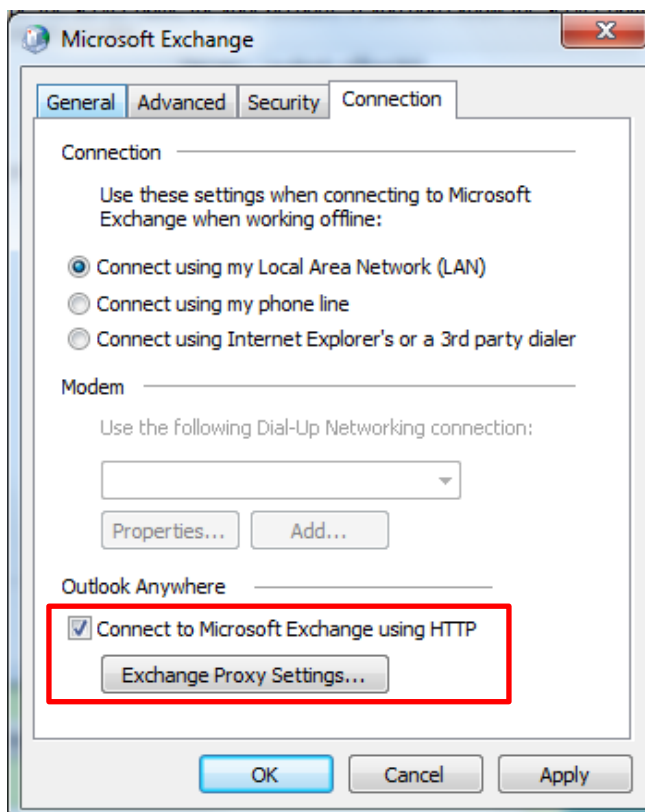 Microsoft Exchange
General Advanced Security Connection
Connection
Use these settings when connecting to Microsoft
Exchange when working offline:
Connect using my Local Area Network (LAN)
Connect using my phone line
Connect using Internet Explorer's or a 3rd party dialer
Modem
Use the following Dial-Up Networking connection:
Properties... Add...
Outlook Anywhere
Connect to Microsoft Exchange using HTTP
Exchange Proxy Settings...
OK Cancel Apply